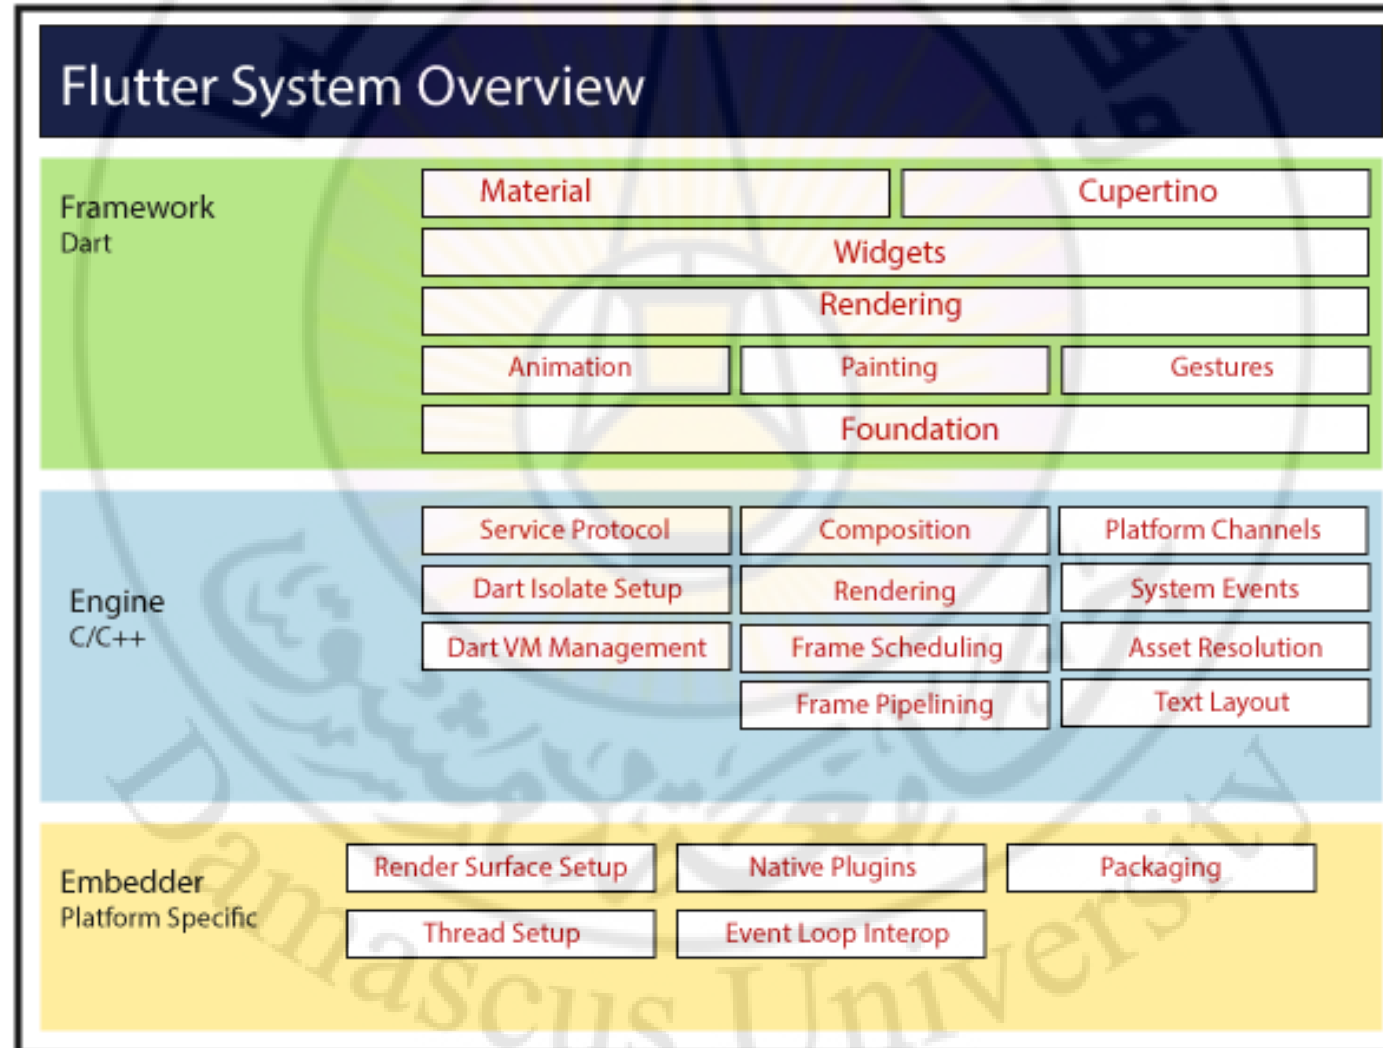 Flutter System Overview
Framework
Dart
Material
Cupertino
Widgets
Rendering
Animation
Painting
Gestures
Foundation
Engine
C/C++
Service Protocol
Composition
Platform Channels
Dart Isolate Setup
Rendering
System Events
Dart VM Management
Frame Scheduling
Asset Resolution
Frame Pipelining
Text Layout
Embedder
Platform Specific
Render Surface Setup
Native Plugins
Packaging
Thread Setup
Event Loop Interop
Damascus University